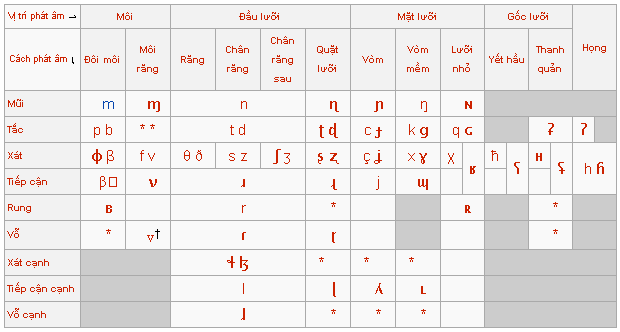 Vị trí phát âm → Môi Đầu lưỡi Mặt lưỡi Gốc lưỡi Họng
Cách phát âm ↓ Đôi môi Môi răng Răng Chân răng Chân răng sau Quặt lưỡi Vòm Vòm mềm Lưỡi nhỏ Yết hầu Thanh quản
Mũi m ɱ n ɳ ɲ ŋ ɴ
Tắc p b * * t d ʈ ɖ c ɟ k ɡ q ɢ ʡ ʔ
Xát ɸ β f v θ ð s z ʃ ʒ ʂ ʐ ç ʝ x ɣ χ ʁ ħ ʕ ʜ ʢ h ɦ
Tiếp cận β ʋ ɹ ɻ j ɰ
Rung ʙ r * ʀ *
Vỗ * v† ɾ ɽ *
Xát cạnh ɬ ɮ * * *
Tiếp cận cạnh l ɭ ʎ ʟ
Vỗ cạnh ɺ * * *